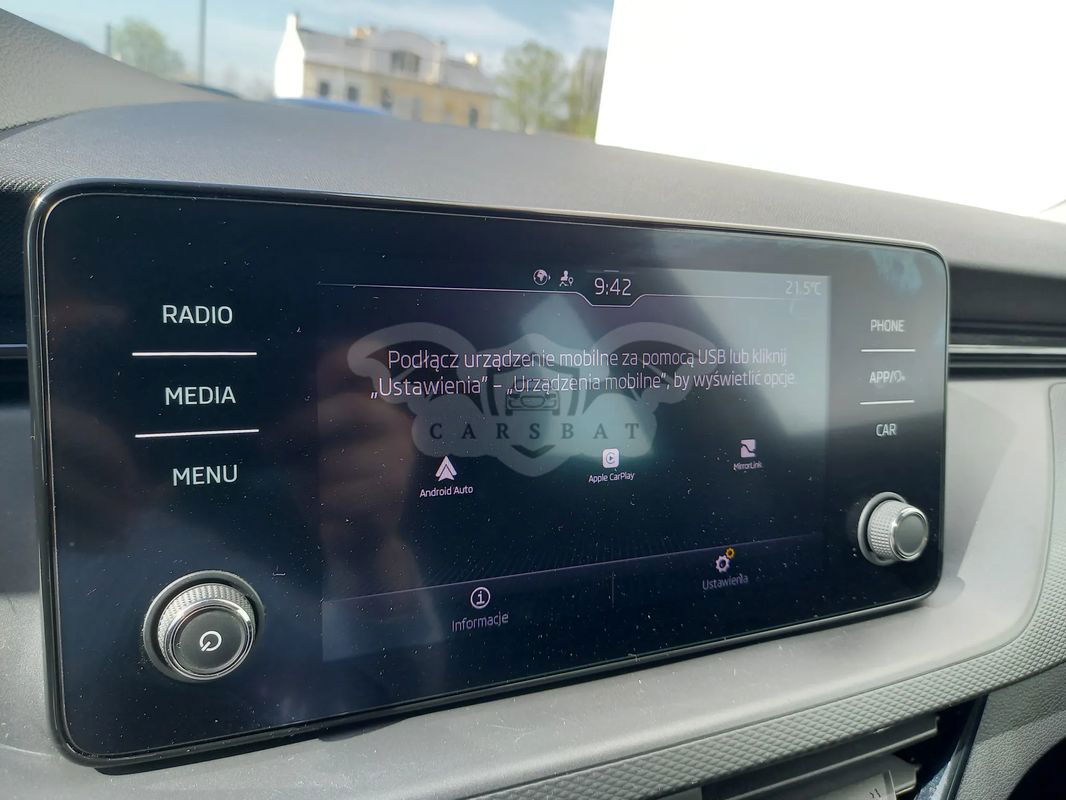 9:42
21.5°C
RADIO
MEDIA
MENU
Podłącz urządzenie mobilne za pomocą USB lub kliknij
„Ustawienia” – „Urządzenia mobilne”, by wyświetlić opcje.
CARSBAT
Android Auto
Apple CarPlay
MirrorLink
Informacje
Ustawienia
PHONE
APP/
CAR